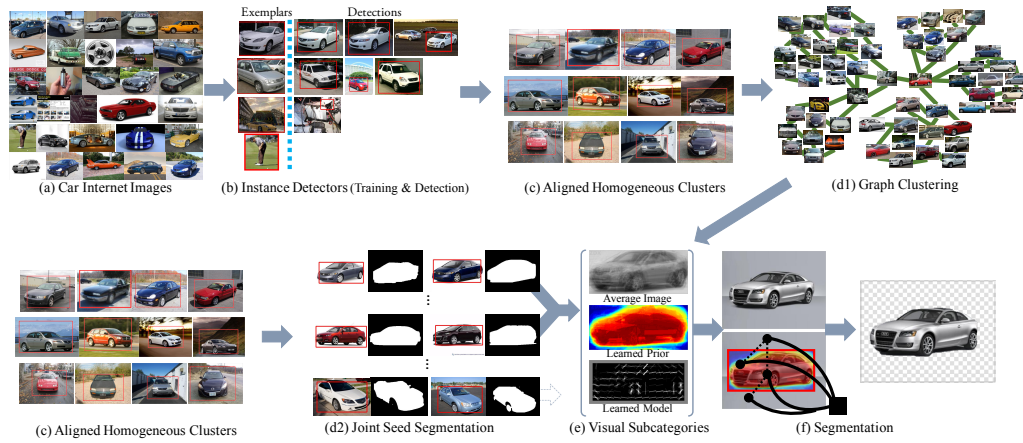 Exemplars
Detections
(a) Car Internet Images
(b) Instance Detectors (Training & Detection)
(c) Aligned Homogeneous Clusters
(d1) Graph Clustering
Average Image
Learned Prior
Learned Model
(c) Aligned Homogeneous Clusters
(d2) Joint Seed Segmentation
(e) Visual Subcategories
(f) Segmentation